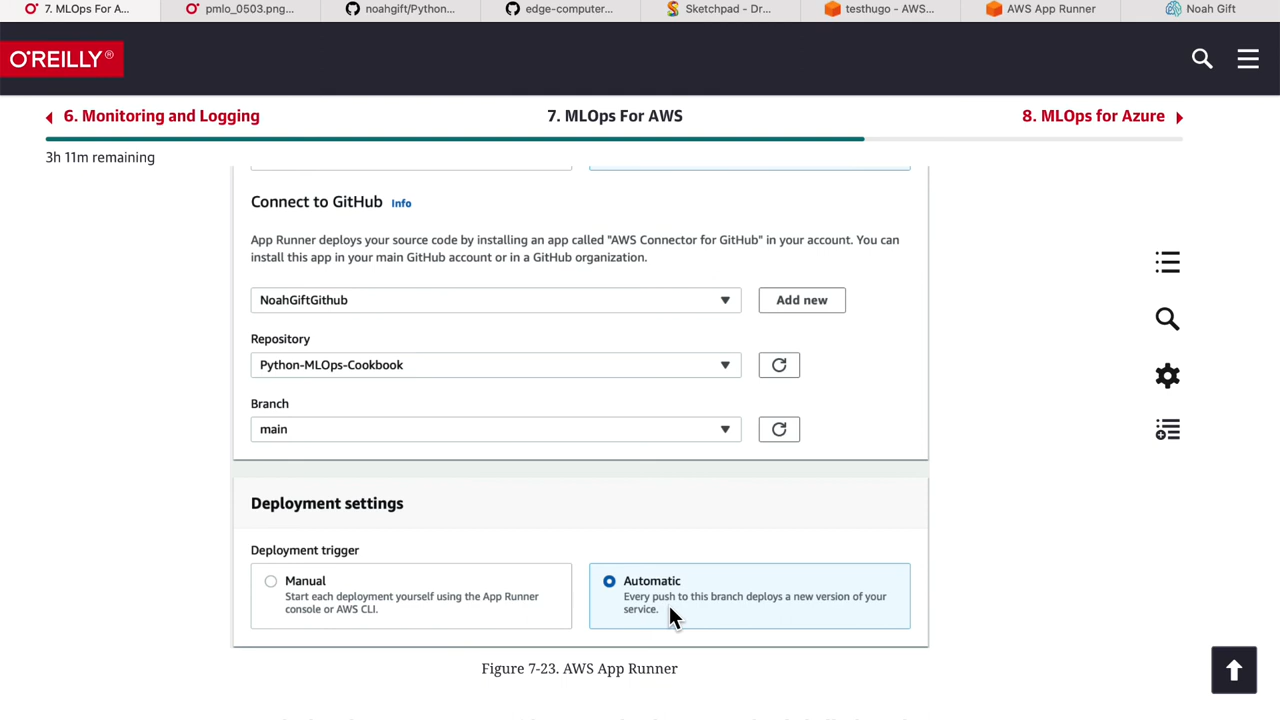 7. MLOps For A...
pmlo_0503.png...
noahgift/Python...
edge-computer...
Sketchpad - Dr...
testhugo - AWS...
AWS App Runner
Noah Gift
O'REILLY®
6. Monitoring and Logging
7. MLOps For AWS
8. MLOps for Azure
3h 11m remaining
Connect to GitHub Info
App Runner deploys your source code by installing an app called "AWS Connector for GitHub" in your account. You can
install this app in your main GitHub account or in a GitHub organization.
NoahGiftGithub
Add new
Repository
Python-MLOps-Cookbook
Branch
main
Deployment settings
Deployment trigger
Manual
Start each deployment yourself using the App Runner
console or AWS CLI.
Automatic
Every push to this branch deploys a new version of your
service.
Figure 7-23. AWS App Runner